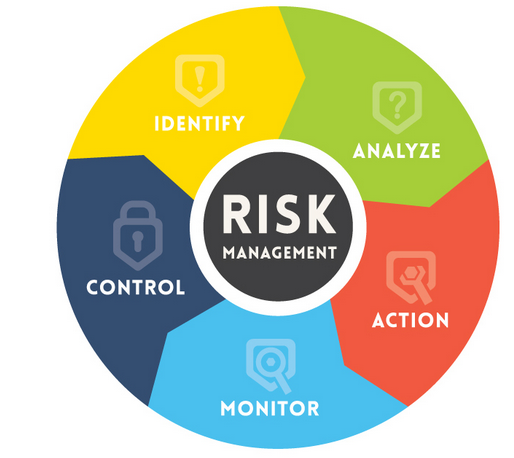 IDENTIFY
ANALYZE
RISK
MANAGEMENT
CONTROL
ACTION
MONITOR